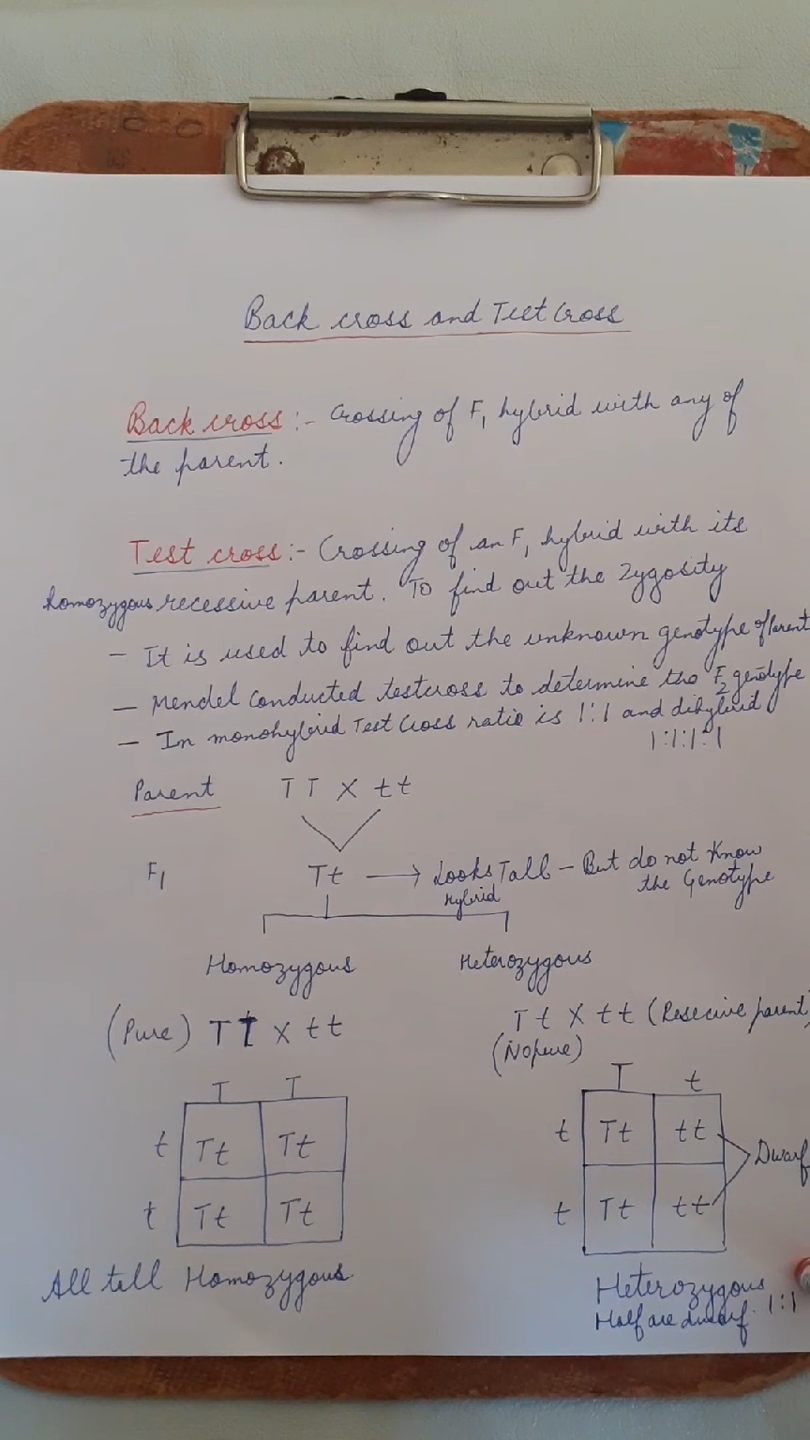 Back cross and Test Cross
Back cross :- Crossing of F1 hybrid with any of
the parent.
Test cross :- Crossing of an F1 hybrid with its
homozygous recessive parent. To find out the Zygosity
- It is used to find out the unknown genotype of Parent
- Mendel conducted testcross to determine the F2 genotype
- In monohybrid Test Cross ratio is 1:1 and dihybrid
1:1:1:1
Parent TT X tt
F1 Tt → Looks Tall - But do not Know
Hybrid the Genotype
Homozygous Heterozygous
(Pure) TT X tt Tt X tt (Resecive parent)
(No pure)
T T T t
t Tt Tt t Tt tt Dwarf
t Tt Tt t Tt tt
All tall Homozygous Heterozygous
Half are dwarf. 1:1